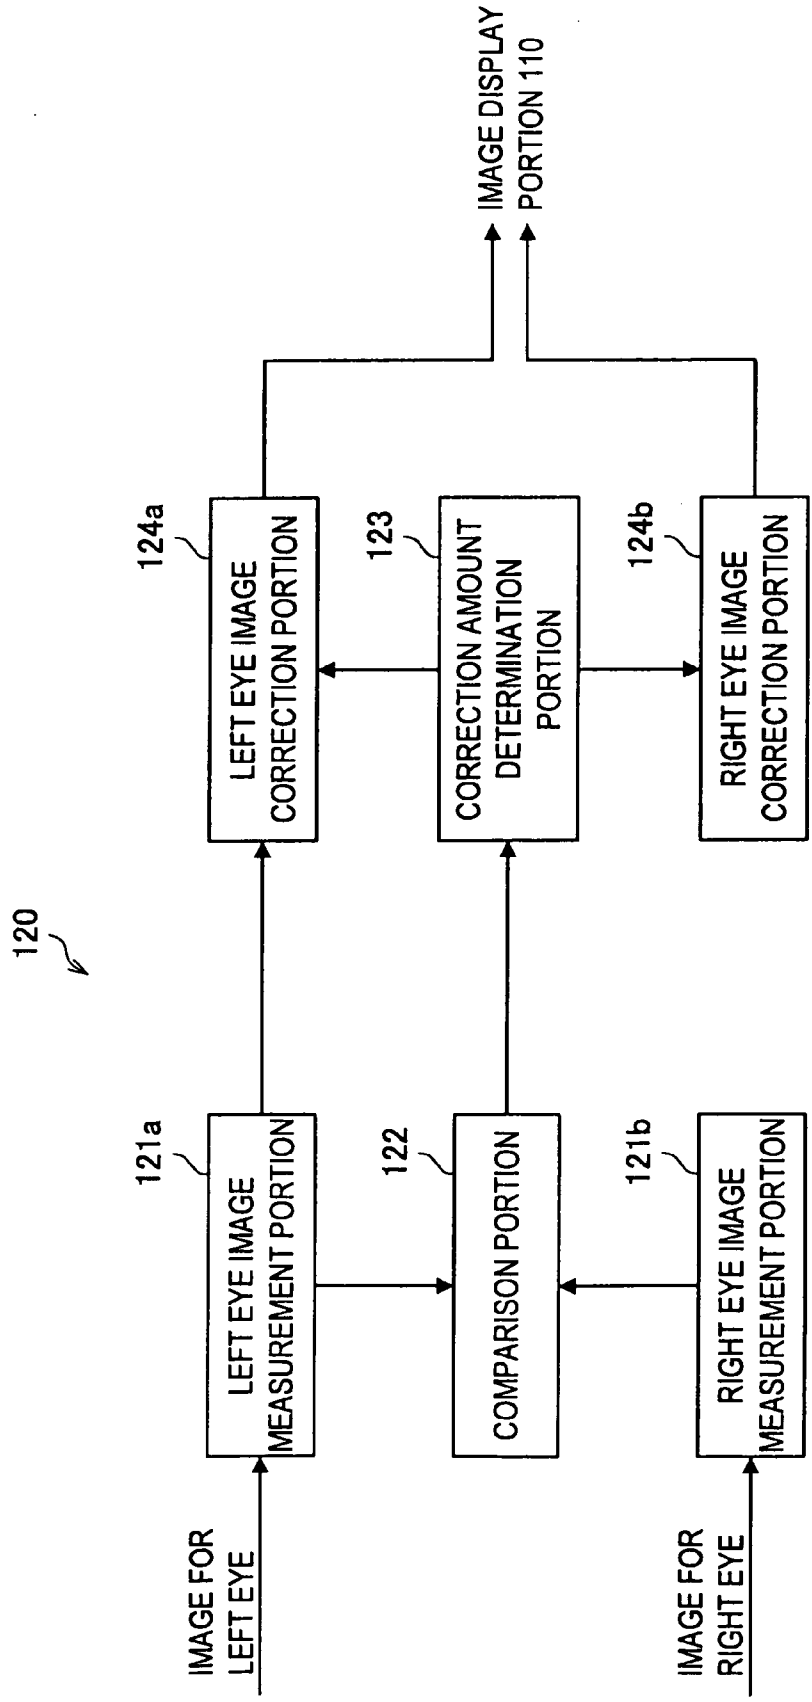 120
IMAGE FOR
LEFT EYE
121a
LEFT EYE IMAGE
MEASUREMENT PORTION
124a
LEFT EYE IMAGE
CORRECTION PORTION
122
COMPARISON PORTION
123
CORRECTION AMOUNT
DETERMINATION
PORTION
IMAGE DISPLAY
PORTION 110
IMAGE FOR
RIGHT EYE
121b
RIGHT EYE IMAGE
MEASUREMENT PORTION
124b
RIGHT EYE IMAGE
CORRECTION PORTION